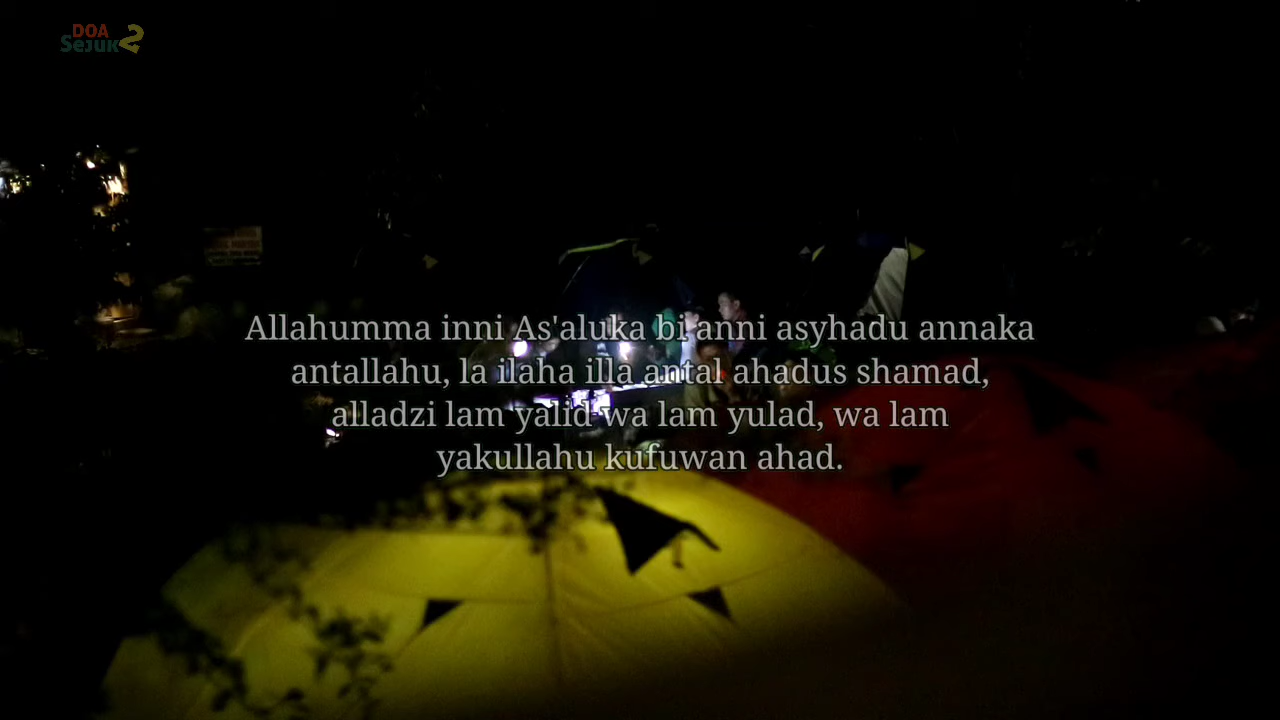 DOA
Sejuk2
Allahumma inni As'aluka bi anni asyhadu annaka
antallahu, la ilaha illa antal ahadus shamad,
alladzi lam yalid wa lam yulad, wa lam
yakullahu kufuwan ahad.